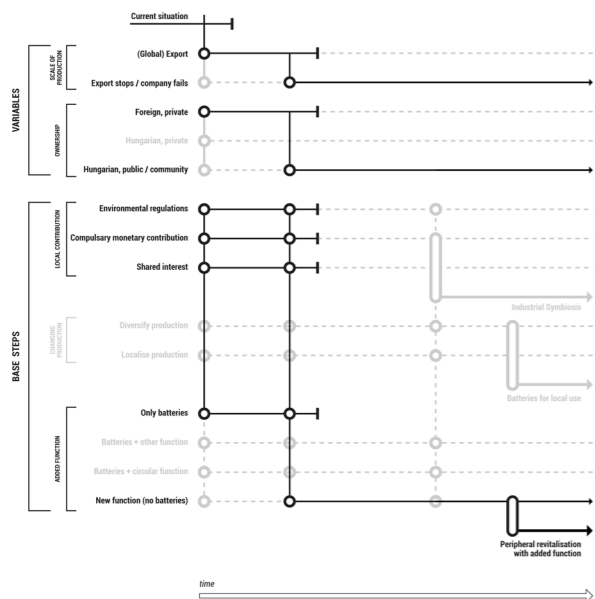 Current situation
VARIABLES
SCALE OF
PRODUCTION
(Global) Export
Export stops / company fails
OWNERSHIP
Foreign, private
Hungarian, private
Hungarian, public / community
BASE STEPS
LOCAL CONTRIBUTION
Environmental regulations
Compulsary monetary contribution
Shared interest
Industrial Symbiosis
CHANGING
PRODUCTION
Diversify production
Localise production
Batteries for local use
ADDED FUNCTION
Only batteries
Batteries + other function
Batteries + circular function
New function (no batteries)
Peripheral revitalisation
with added function
time